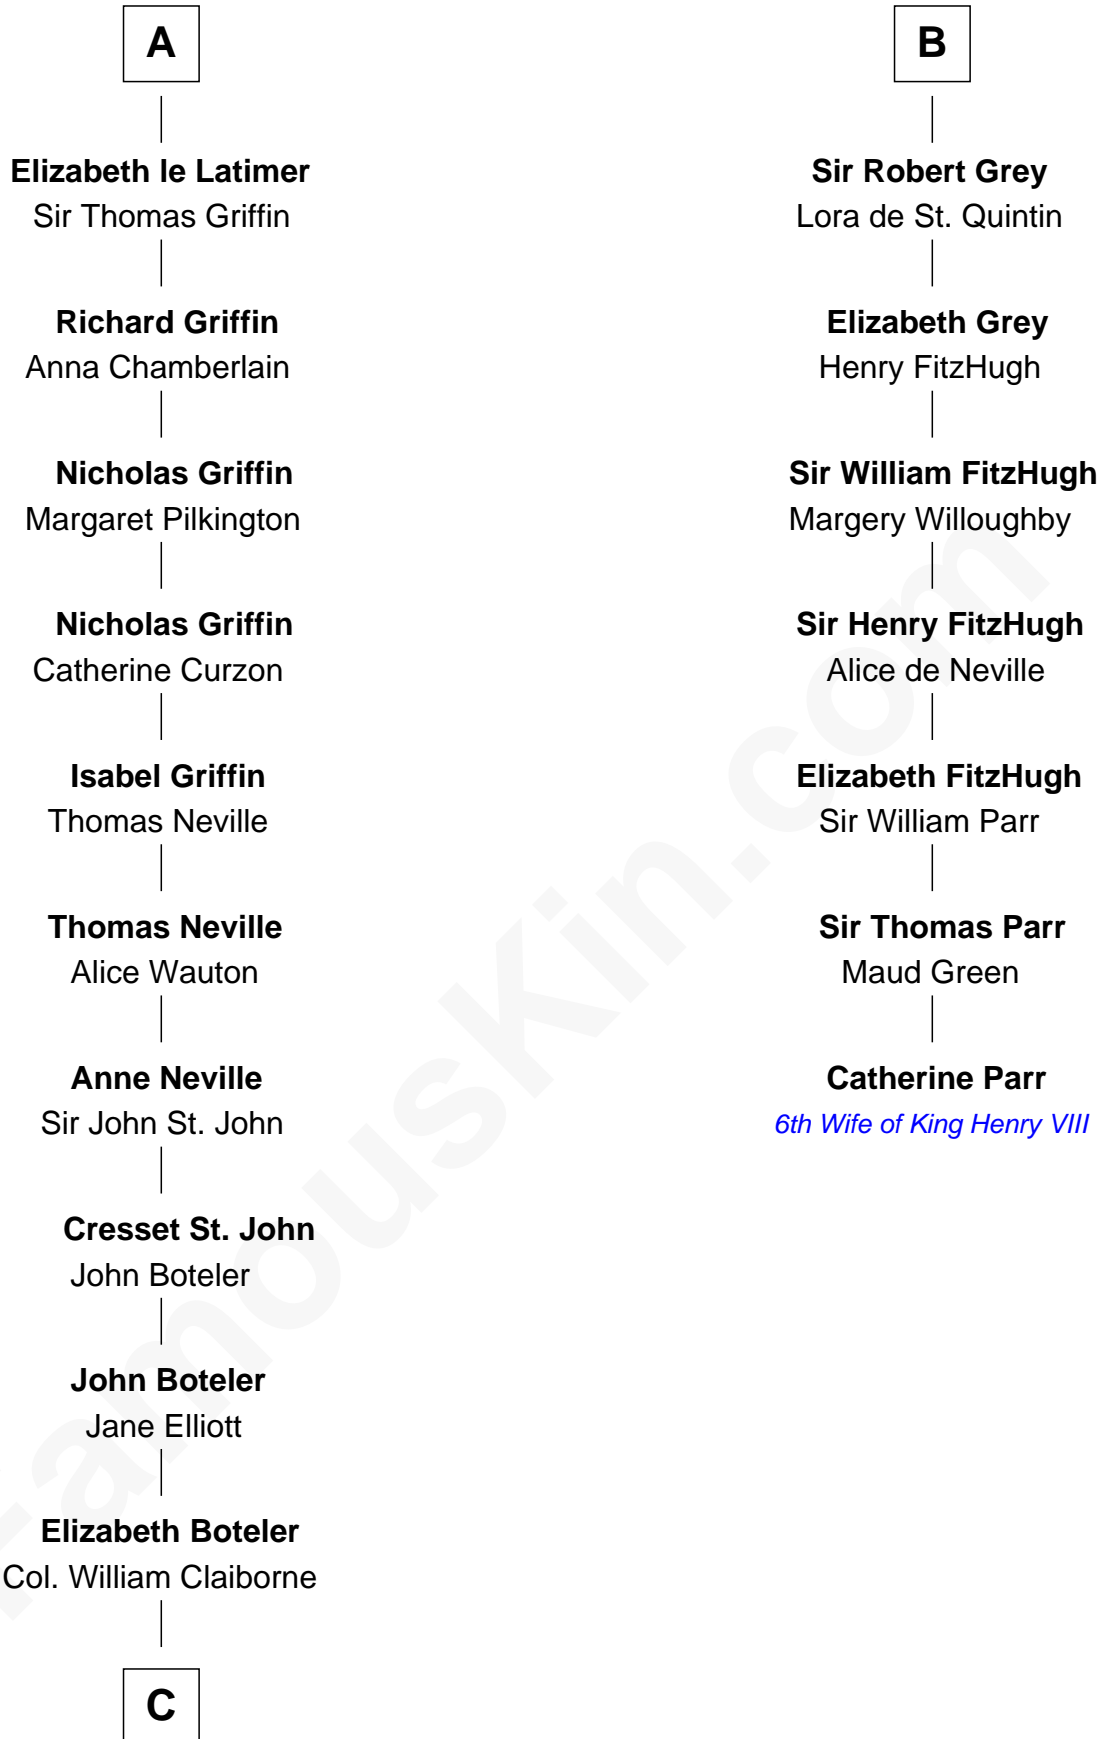 A
Elizabeth le Latimer
Sir Thomas Griffin
Richard Griffin
Anna Chamberlain
Nicholas Griffin
Margaret Pilkington
Nicholas Griffin
Catherine Curzon
Isabel Griffin
Thomas Neville
Thomas Neville
Alice Wauton
Anne Neville
Sir John St. John
Cresset St. John
John Boteler
John Boteler
Jane Elliott
Elizabeth Boteler
Col. William Claiborne
C
B
Sir Robert Grey
Lora de St. Quintin
Elizabeth Grey
Henry FitzHugh
Sir William FitzHugh
Margery Willoughby
Sir Henry FitzHugh
Alice de Neville
Elizabeth FitzHugh
Sir William Parr
Sir Thomas Parr
Maud Green
Catherine Parr
6th Wife of King Henry VIII
FamousKin.com